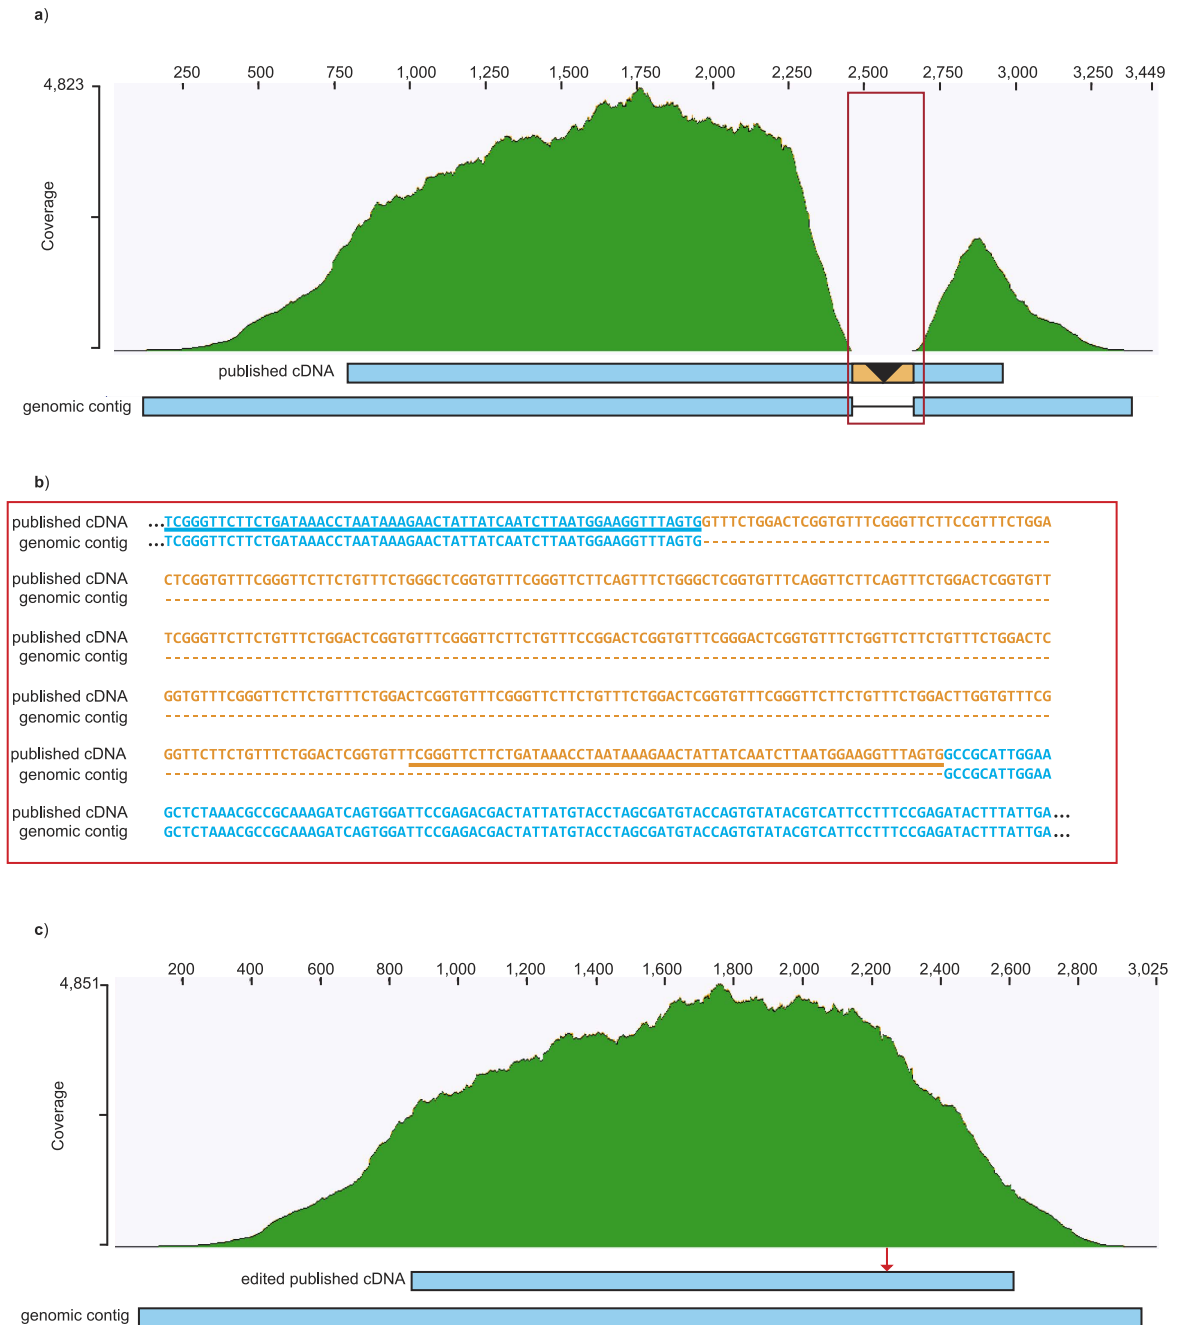 a)
250 500 750 1,000 1,250 1,500 1,750 2,000 2,250 2,500 2,750 3,000 3,250 3,449
4,823
Coverage
published cDNA
genomic contig
b)
published cDNA ...TCGGGTTCTTCTGATAAACCTAATAAAGAACTATTATCAATCTTAATGGAAGGTTTAGTGGTTTCTGGACTCGGTGTTTCGGGTTCTTCCGTTTCTGGA
genomic contig ...TCGGGTTCTTCTGATAAACCTAATAAAGAACTATTATCAATCTTAATGGAAGGTTTAGTG----------------------------------------
published cDNA CTCGGTGTTTCGGGTTCTTCTGTTTCTGGGCTCGGTGTTTCGGGTTCTTCAGTTTCTGGGCTCGGTGTTTCAGGTTCTTCAGTTTCTGGACTCGGTGTT
genomic contig ---------------------------------------------------------------------------------------------------
published cDNA TCGGGTTCTTCTGTTTCTGGACTCGGTGTTTCGGGTTCTTCTGTTTCCGGACTCGGTGTTTCGGGACTCGGTGTTTCTGGTTCTTCTGTTTCTGGACTC
genomic contig ---------------------------------------------------------------------------------------------------
published cDNA GGTGTTTCGGGTTCTTCTGTTTCTGGACTCGGTGTTTCGGGTTCTTCTGTTTCTGGACTCGGTGTTTCGGGTTCTTCTGTTTCTGGACTTGGTGTTTCG
genomic contig ---------------------------------------------------------------------------------------------------
published cDNA GGTTCTTCTGTTTCTGGACTCGGTGTTTCGGGTTCTTCTGATAAACCTAATAAAGAACTATTATCAATCTTAATGGAAGGTTTAGTGGCCGCATTGGAA
genomic contig ---------------------------------------------------------------------------------------GCCGCATTGGAA
published cDNA GCTCTAAACGCCGCAAAGATCAGTGGATTCCGAGACGACTATTATGTACCTAGCGATGTACCAGTGTATACGTCATTCCTTTCCGAGATACTTTATTGA...
genomic contig GCTCTAAACGCCGCAAAGATCAGTGGATTCCGAGACGACTATTATGTACCTAGCGATGTACCAGTGTATACGTCATTCCTTTCCGAGATACTTTATTGA...
c)
200 400 600 800 1,000 1,200 1,400 1,600 1,800 2,000 2,200 2,400 2,600 2,800 3,025
4,851
Coverage
edited published cDNA
genomic contig